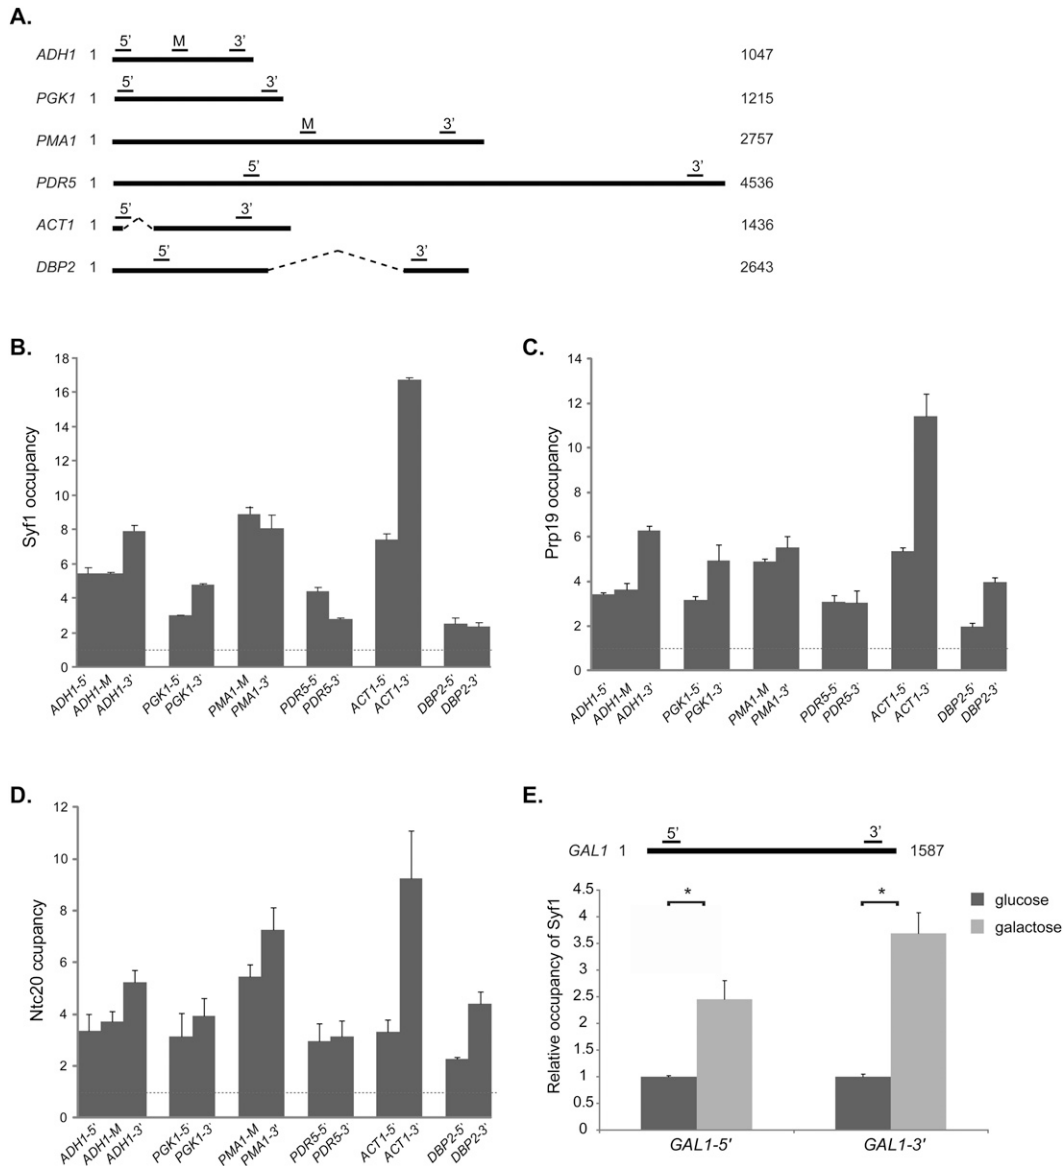 A.
5' M 3'
ADH1 1 1047
5' 3'
PGK1 1 1215
M 3'
PMA1 1 2757
5' 3'
PDR5 1 4536
5' 3'
ACT1 1 1436
5' 3'
DBP2 1 2643
B.
Syf1 occupancy
18
16
14
12
10
8
6
4
2
0
ADH1-5'
ADH1-M
ADH1-3'
PGK1-5'
PGK1-3'
PMA1-M
PMA1-3'
PDR5-5'
PDR5-3'
ACT1-5'
ACT1-3'
DBP2-5'
DBP2-3'
C.
Prp19 occupancy
14
12
10
8
6
4
2
0
ADH1-5'
ADH1-M
ADH1-3'
PGK1-5'
PGK1-3'
PMA1-M
PMA1-3'
PDR5-5'
PDR5-3'
ACT1-5'
ACT1-3'
DBP2-5'
DBP2-3'
D.
Ntc20 ccupancy
12
10
8
6
4
2
0
ADH1-5'
ADH1-M
ADH1-3'
PGK1-5'
PGK1-3'
PMA1-M
PMA1-3'
PDR5-5'
PDR5-3'
ACT1-5'
ACT1-3'
DBP2-5'
DBP2-3'
E.
5' 3'
GAL1 1 1587
Relative occupancy of Syf1
4.5
4
3.5
3
2.5
2
1.5
1
0.5
0
* *
glucose
galactose
GAL1-5' GAL1-3'